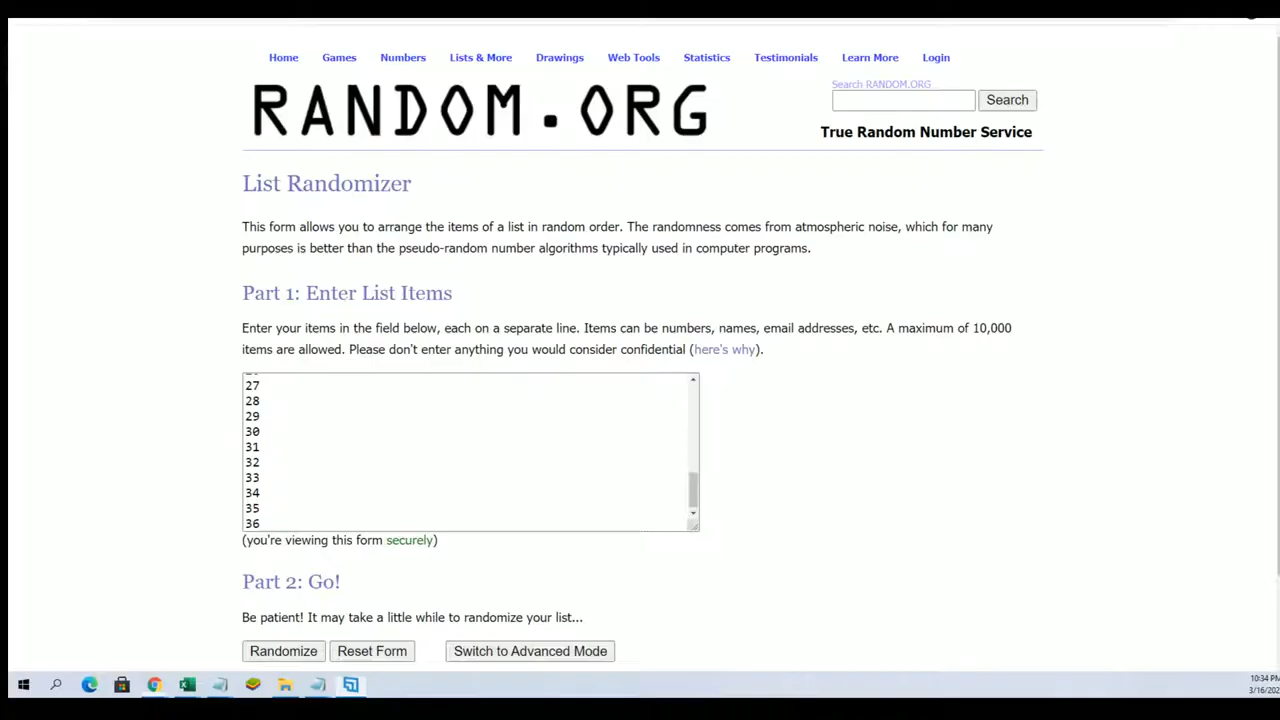 Home Games Numbers Lists & More Drawings Web Tools Statistics Testimonials Learn More Login
RANDOM.ORG
Search RANDOM.ORG
Search
True Random Number Service
List Randomizer
This form allows you to arrange the items of a list in random order. The randomness comes from atmospheric noise, which for many
purposes is better than the pseudo-random number algorithms typically used in computer programs.
Part 1: Enter List Items
Enter your items in the field below, each on a separate line. Items can be numbers, names, email addresses, etc. A maximum of 10,000
items are allowed. Please don't enter anything you would consider confidential (here's why).
27
28
29
30
31
32
33
34
35
36
(you're viewing this form securely)
Part 2: Go!
Be patient! It may take a little while to randomize your list...
Randomize Reset Form Switch to Advanced Mode
10:34 PM
3/16/202